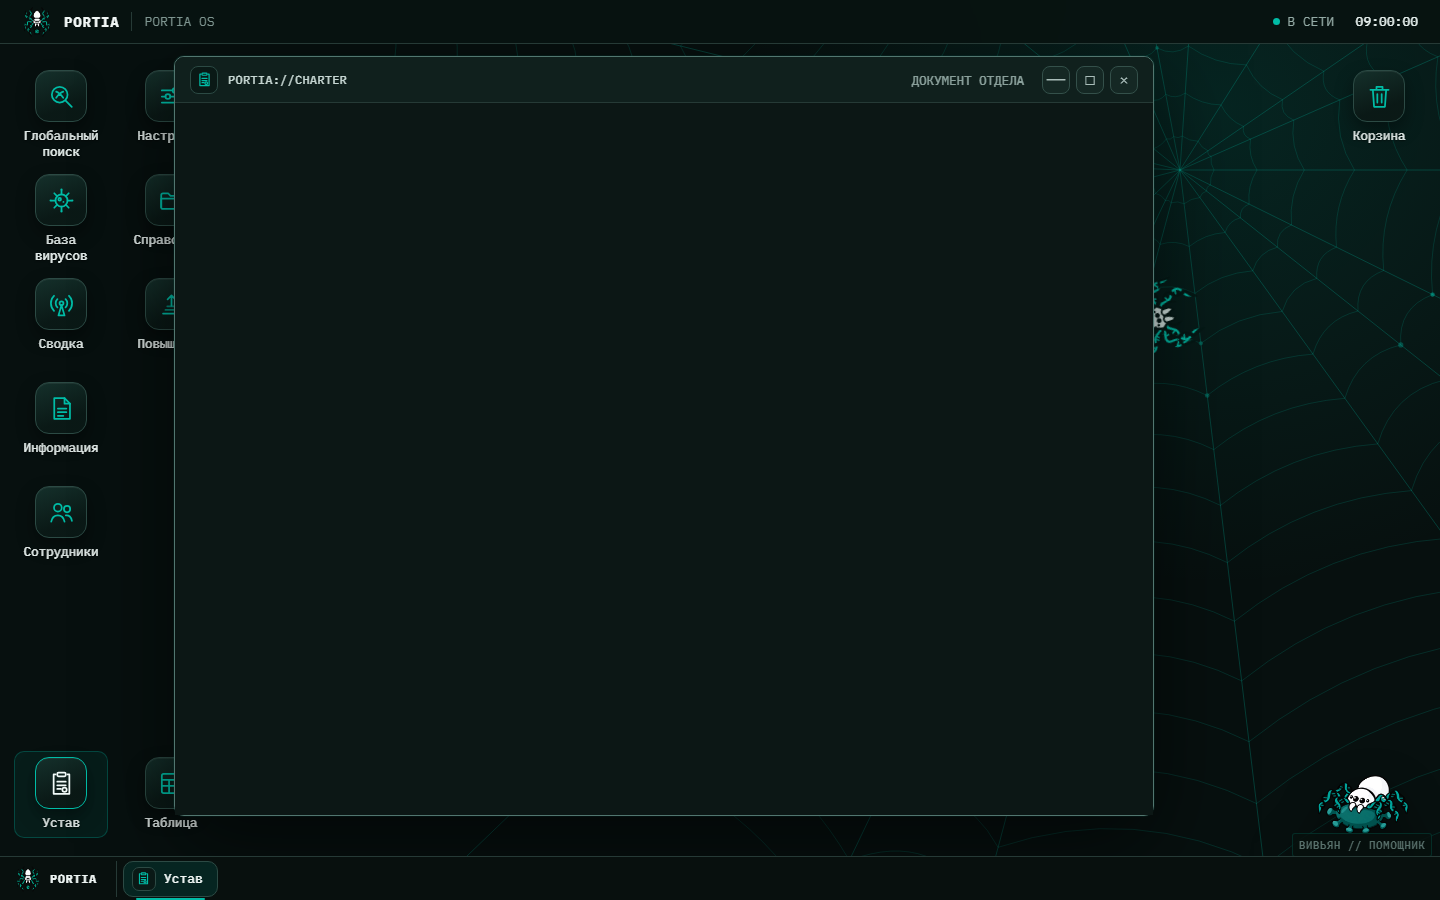 PORTIA
PORTIA OS
В СЕТИ
09:00:00
PORTIA://CHARTER
ДОКУМЕНТ ОТДЕЛА
Глобальный
поиск
База
вирусов
Сводка
Информация
Сотрудники
Устав
Таблица
Корзина
ВИВЬЯН // ПОМОЩНИК
PORTIA
Устав